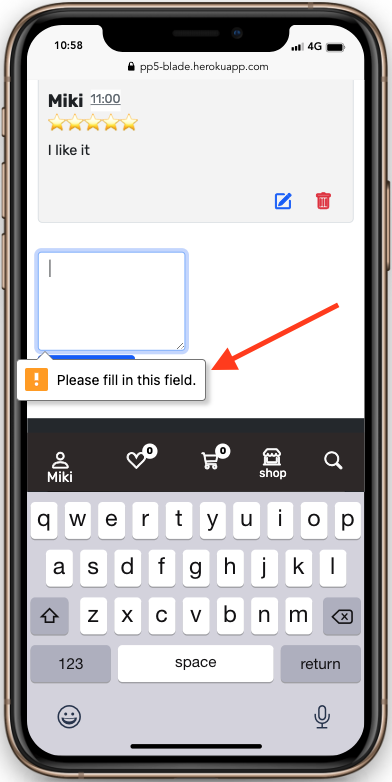 10:58
4G
pp5-blade.herokuapp.com
Miki 11:00
I like it
Please fill in this field.
0
0
Miki
shop
q w e r t y u i o p
a s d f g h j k l
z x c v b n m
123
space
return